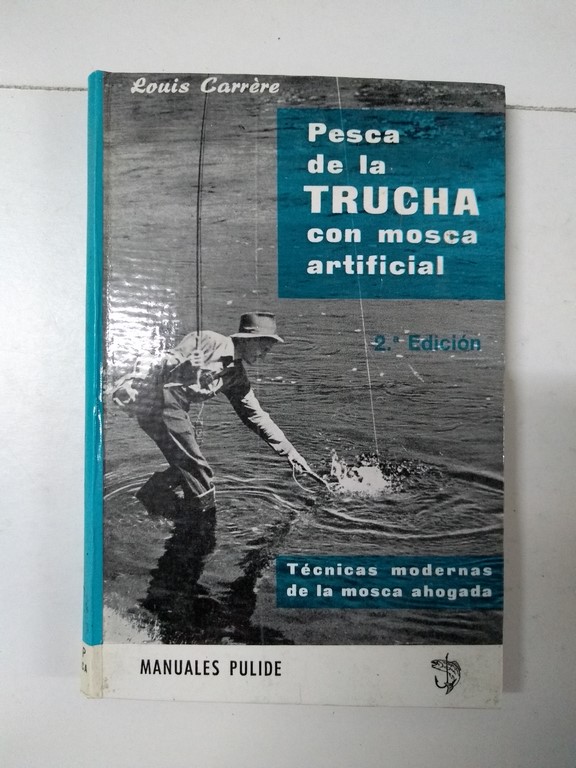 Louis Carrère
Pesca
de la
TRUCHA
con mosca
artificial
2.ª Edición
Técnicas modernas
de la mosca ahogada
MANUALES PULIDE